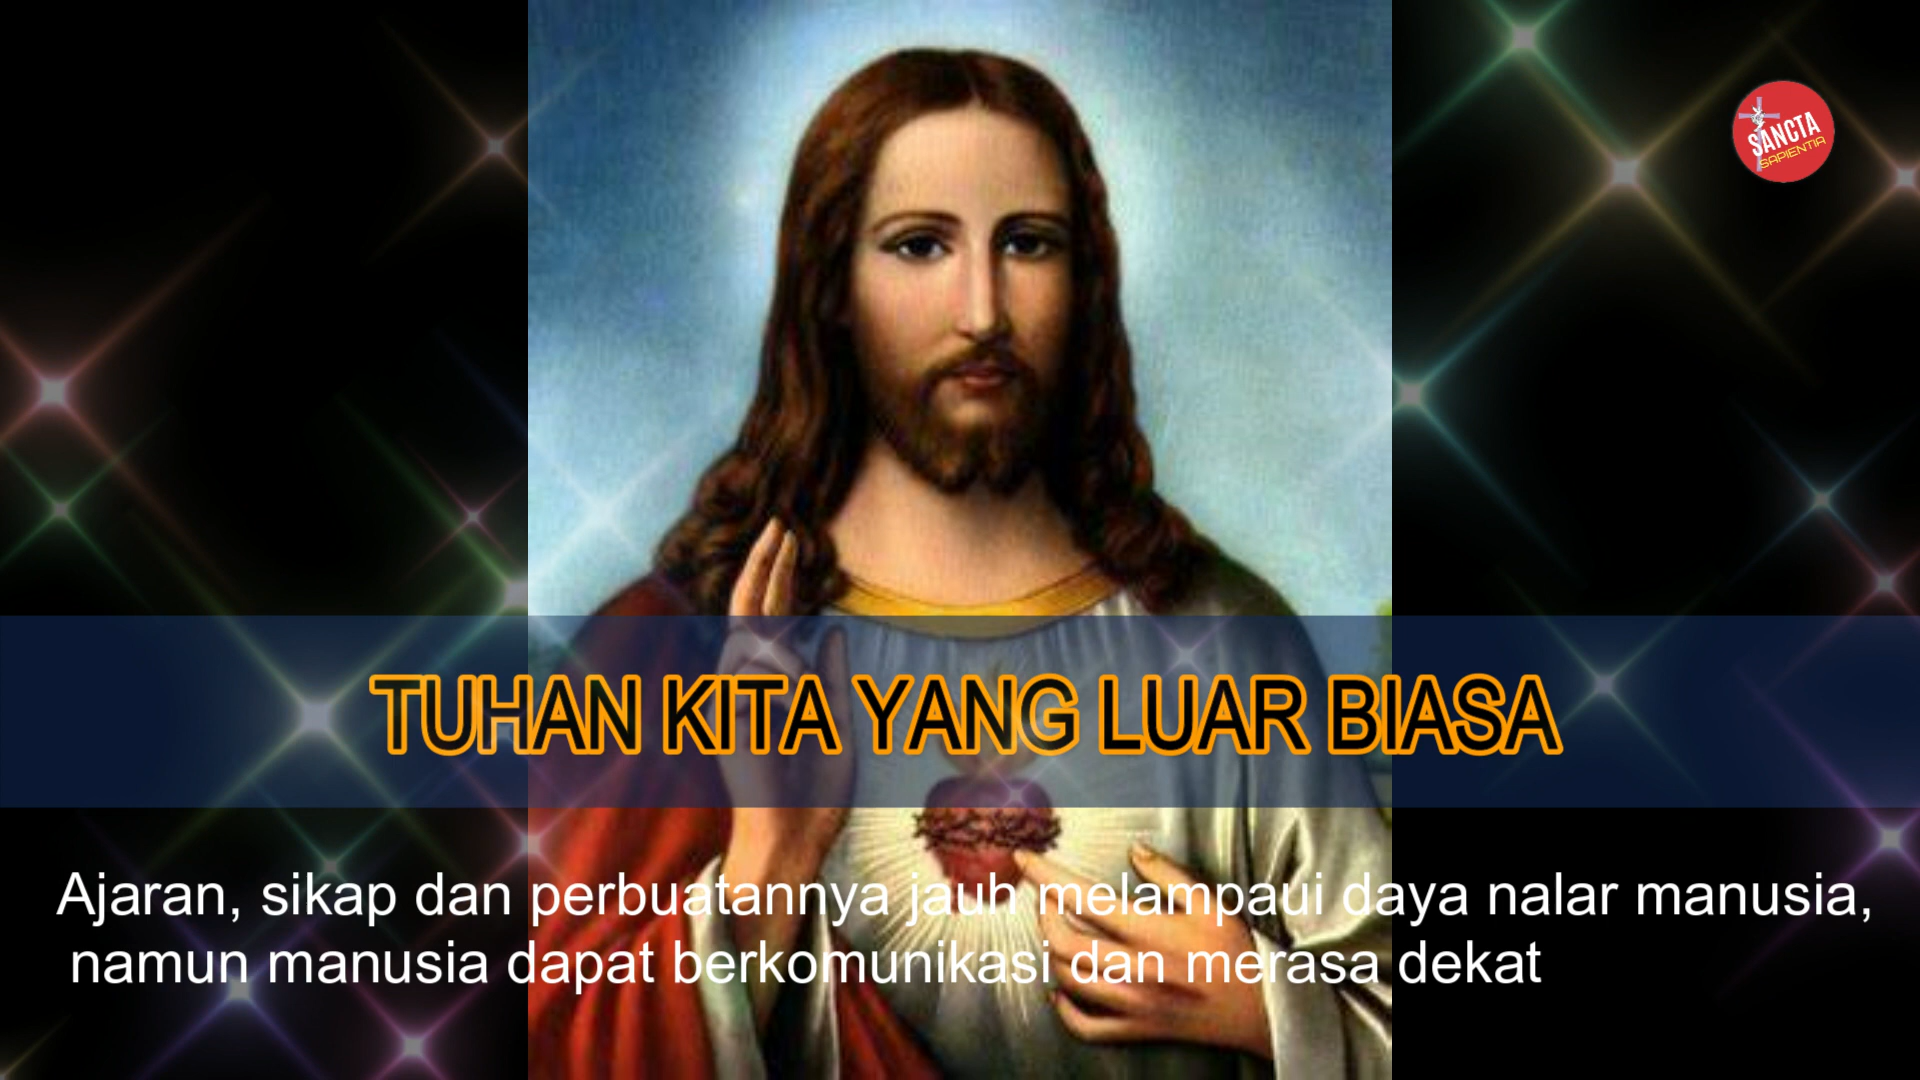 SANCTA
SAPIENTIA
TUHAN KITA YANG LUAR BIASA
Ajaran, sikap dan perbuatannya jauh melampaui daya nalar manusia,
namun manusia dapat berkomunikasi dan merasa dekat